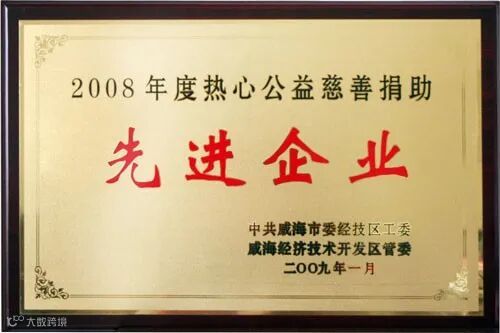 2008年度热心公益慈善捐助
先进企业
中共威海市委经技区工委
威海经济技术开发区管委
二〇〇九年一月
大数跨境